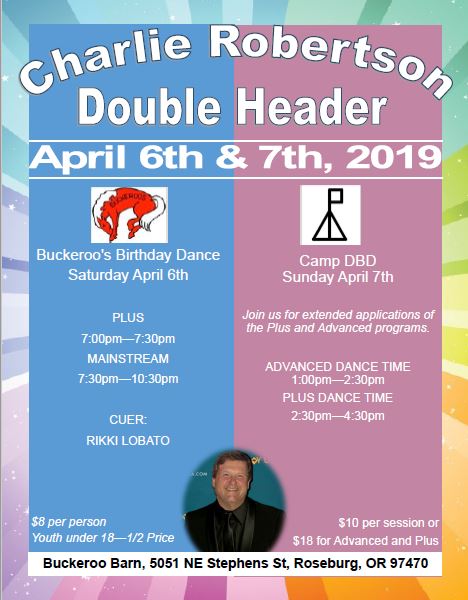 Charlie Robertson
Double Header
April 6th & 7th, 2019
BUCKEROOS
Buckeroo's Birthday Dance
Saturday April 6th
PLUS
7:00pm—7:30pm
MAINSTREAM
7:30pm—10:30pm
CUER:
RIKKI LOBATO
$8 per person
Youth under 18—1/2 Price
Camp DBD
Sunday April 7th
Join us for extended applications of
the Plus and Advanced programs.
ADVANCED DANCE TIME
1:00pm—2:30pm
PLUS DANCE TIME
2:30pm—4:30pm
.COM
$10 per session or
$18 for Advanced and Plus
Buckeroo Barn, 5051 NE Stephens St, Roseburg, OR 97470